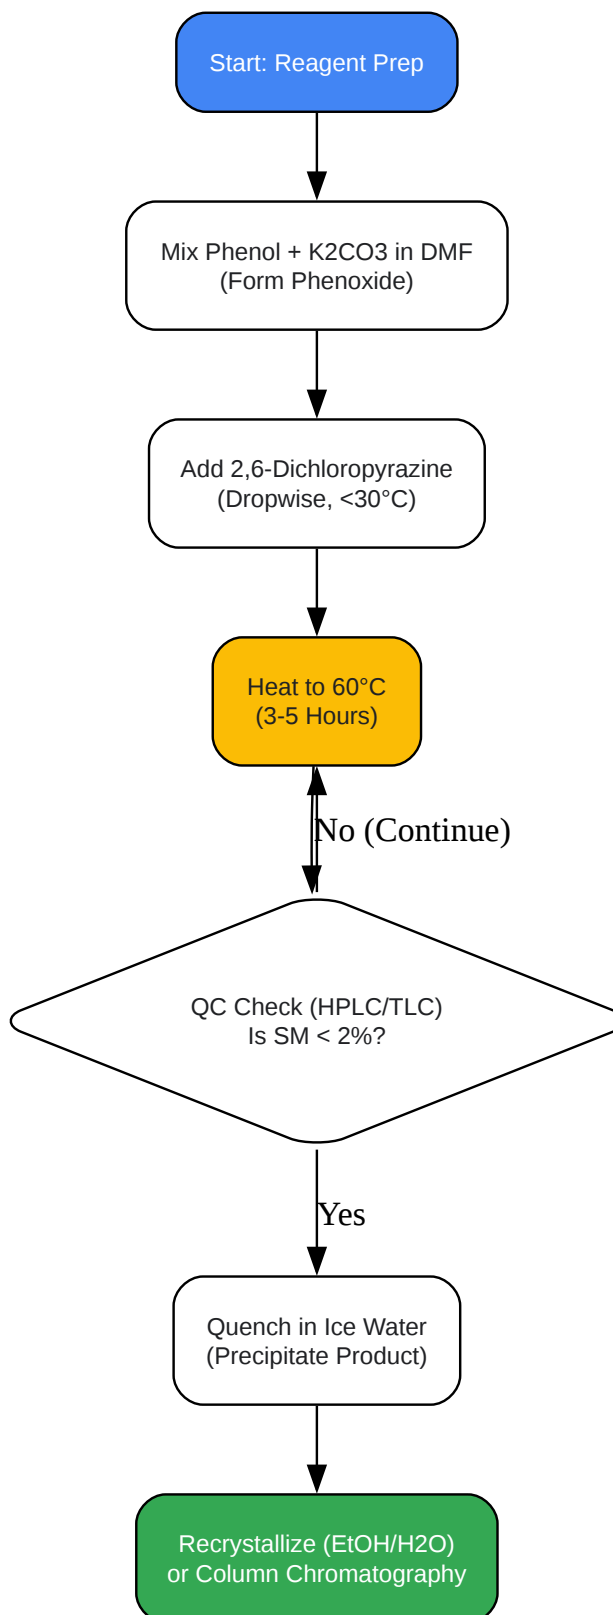 Start: Reagent Prep
Mix Phenol + K2CO3 in DMF
(Form Phenoxide)
Add 2,6-Dichloropyrazine
(Dropwise, <30°C)
Heat to 60°C
(3-5 Hours)
No (Continue)
QC Check (HPLC/TLC)
Is SM < 2%?
Yes
Quench in Ice Water
(Precipitate Product)
Recrystallize (EtOH/H2O)
or Column Chromatography